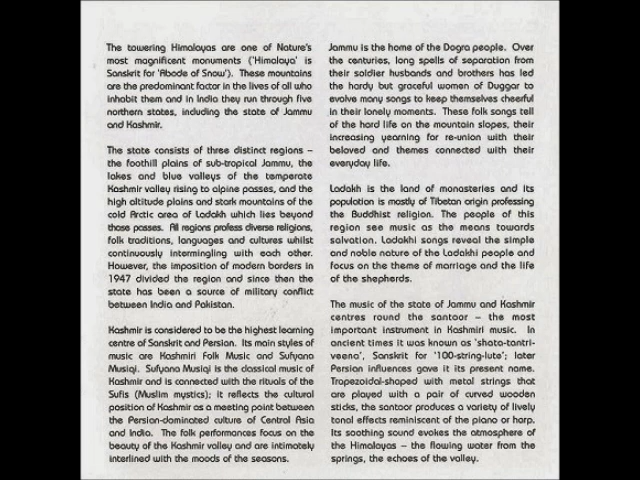 The towering Himalayas are one of Nature's
most magnificent monuments ('Himalaya' is
Sanskrit for 'Abode of Snow'). These mountains
are the predominant factor in the lives of all who
inhabit them and in India they run through five
northern states, including the state of Jammu
and Kashmir.
The state consists of three distinct regions –
the foothill plains of sub-tropical Jammu, the
lakes and blue valleys of the temperate
Kashmir valley rising to alpine passes, and the
high altitude plains and stark mountains of the
cold Arctic area of Ladakh which lies beyond
those passes. All regions profess diverse religions,
folk traditions, languages and cultures whilst
continuously intermingling with each other.
However, the imposition of modern borders in
1947 divided the region and since then the
state has been a source of military conflict
between India and Pakistan.
Kashmir is considered to be the highest learning
centre of Sanskrit and Persian. Its main styles of
music are Kashmiri Folk Music and Sufyana
Musiqi. Sufyana Musiqi is the classical music of
Kashmir and is connected with the rituals of the
Sufis (Muslim mystics); it reflects the cultural
position of Kashmir as a meeting point between
the Persian-dominated culture of Central Asia
and India. The folk performances focus on the
beauty of the Kashmir valley and are intimately
interlined with the moods of the seasons.
Jammu is the home of the Dogra people. Over
the centuries, long spells of separation from
their soldier husbands and brothers has led
the hardy but graceful women of Duggar to
evolve many songs to keep themselves cheerful
in their lonely moments. These folk songs tell
of the hard life on the mountain slopes, their
increasing yearning for re-union with their
beloved and themes connected with their
everyday life.
Ladakh is the land of monasteries and its
population is mostly of Tibetan origin professing
the Buddhist religion. The people of this
region see music as the means towards
salvation. Ladakhi songs reveal the simple
and noble nature of the Ladakhi people and
focus on the theme of marriage and the life
of the shepherds.
The music of the state of Jammu and Kashmir
centres round the santoor – the most
important instrument in Kashmiri music. In
ancient times it was known as 'shata-tantri-
veena', Sanskrit for '100-string-lute'; later
Persian influences gave it its present name.
Trapezoidal-shaped with metal strings that
are played with a pair of curved wooden
sticks, the santoor produces a variety of lively
tonal effects reminiscent of the piano or harp.
Its soothing sound evokes the atmosphere of
the Himalayas – the flowing water from the
springs, the echoes of the valley.